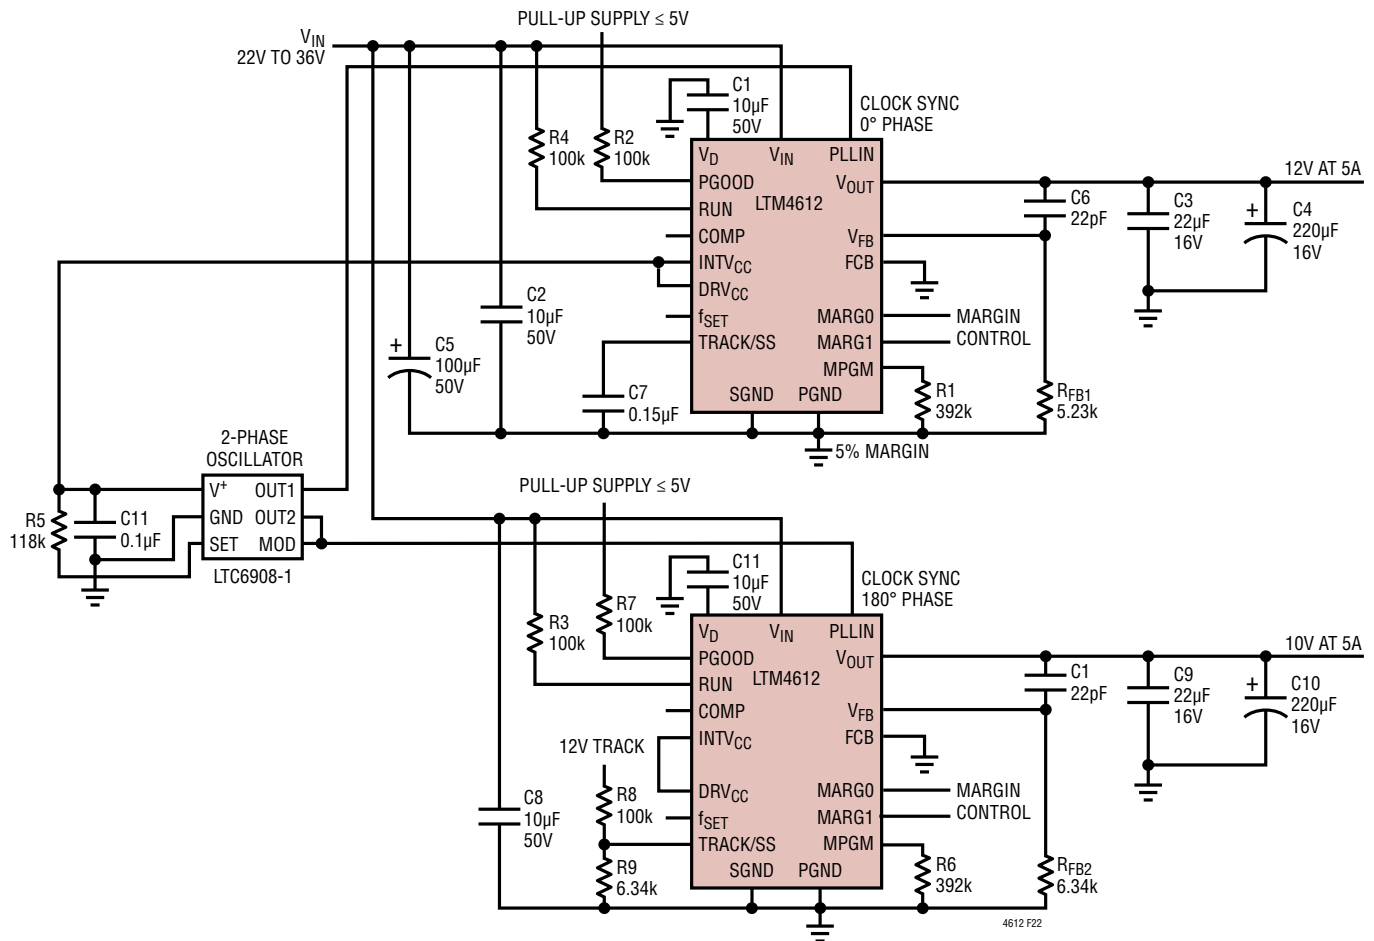 PULL-UP SUPPLY ≤ 5V
VIN
22V TO 36V
C1
10µF
50V
CLOCK SYNC
0° PHASE
R4
100k
R2
100k
VD
VIN
PLLIN
PGOOD
VOUT
LTM4612
RUN
COMP
VFB
INTVCC
FCB
DRVCC
fSET
MARG0
TRACK/SS
MARG1
MPGM
SGND
PGND
12V AT 5A
C6
22pF
C3
22µF
16V
+
C4
220µF
16V
MARGIN
CONTROL
C2
10µF
50V
+
C5
100µF
50V
C7
0.15µF
R1
392k
RFB1
5.23k
5% MARGIN
2-PHASE
OSCILLATOR
V+
OUT1
GND
OUT2
SET
MOD
LTC6908-1
R5
118k
C11
0.1µF
PULL-UP SUPPLY ≤ 5V
C11
10µF
50V
CLOCK SYNC
180° PHASE
R3
100k
R7
100k
VD
VIN
PLLIN
PGOOD
VOUT
LTM4612
RUN
COMP
VFB
INTVCC
FCB
DRVCC
MARG0
fSET
MARG1
TRACK/SS
MPGM
SGND
PGND
10V AT 5A
C1
22pF
C9
22µF
16V
+
C10
220µF
16V
12V TRACK
MARGIN
CONTROL
C8
10µF
50V
R8
100k
R9
6.34k
R6
392k
RFB2
6.34k
4612 F22